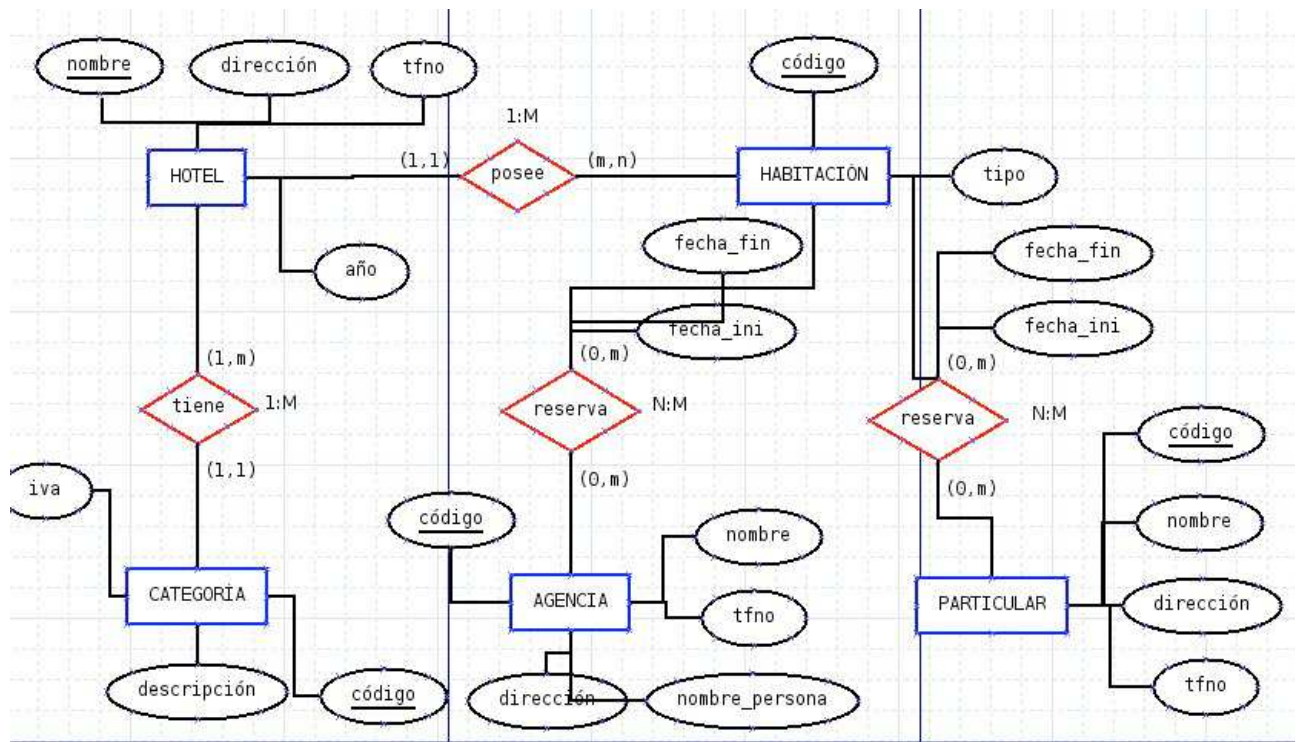 nombre
dirección
tfno
código
1:M
(1,1)
posee
(m,n)
HOTEL
HABITACIÓN
tipo
fecha_fin
fecha_fin
año
fecha_ini
fecha_ini
(1,m)
(0,m)
(0,m)
tiene
1:M
reserva
N:M
reserva
N:M
código
(1,1)
(0,m)
(0,m)
iva
código
nombre
nombre
CATEGORÍA
AGENCIA
tfno
PARTICULAR
dirección
descripción
código
dirección
nombre_persona
tfno